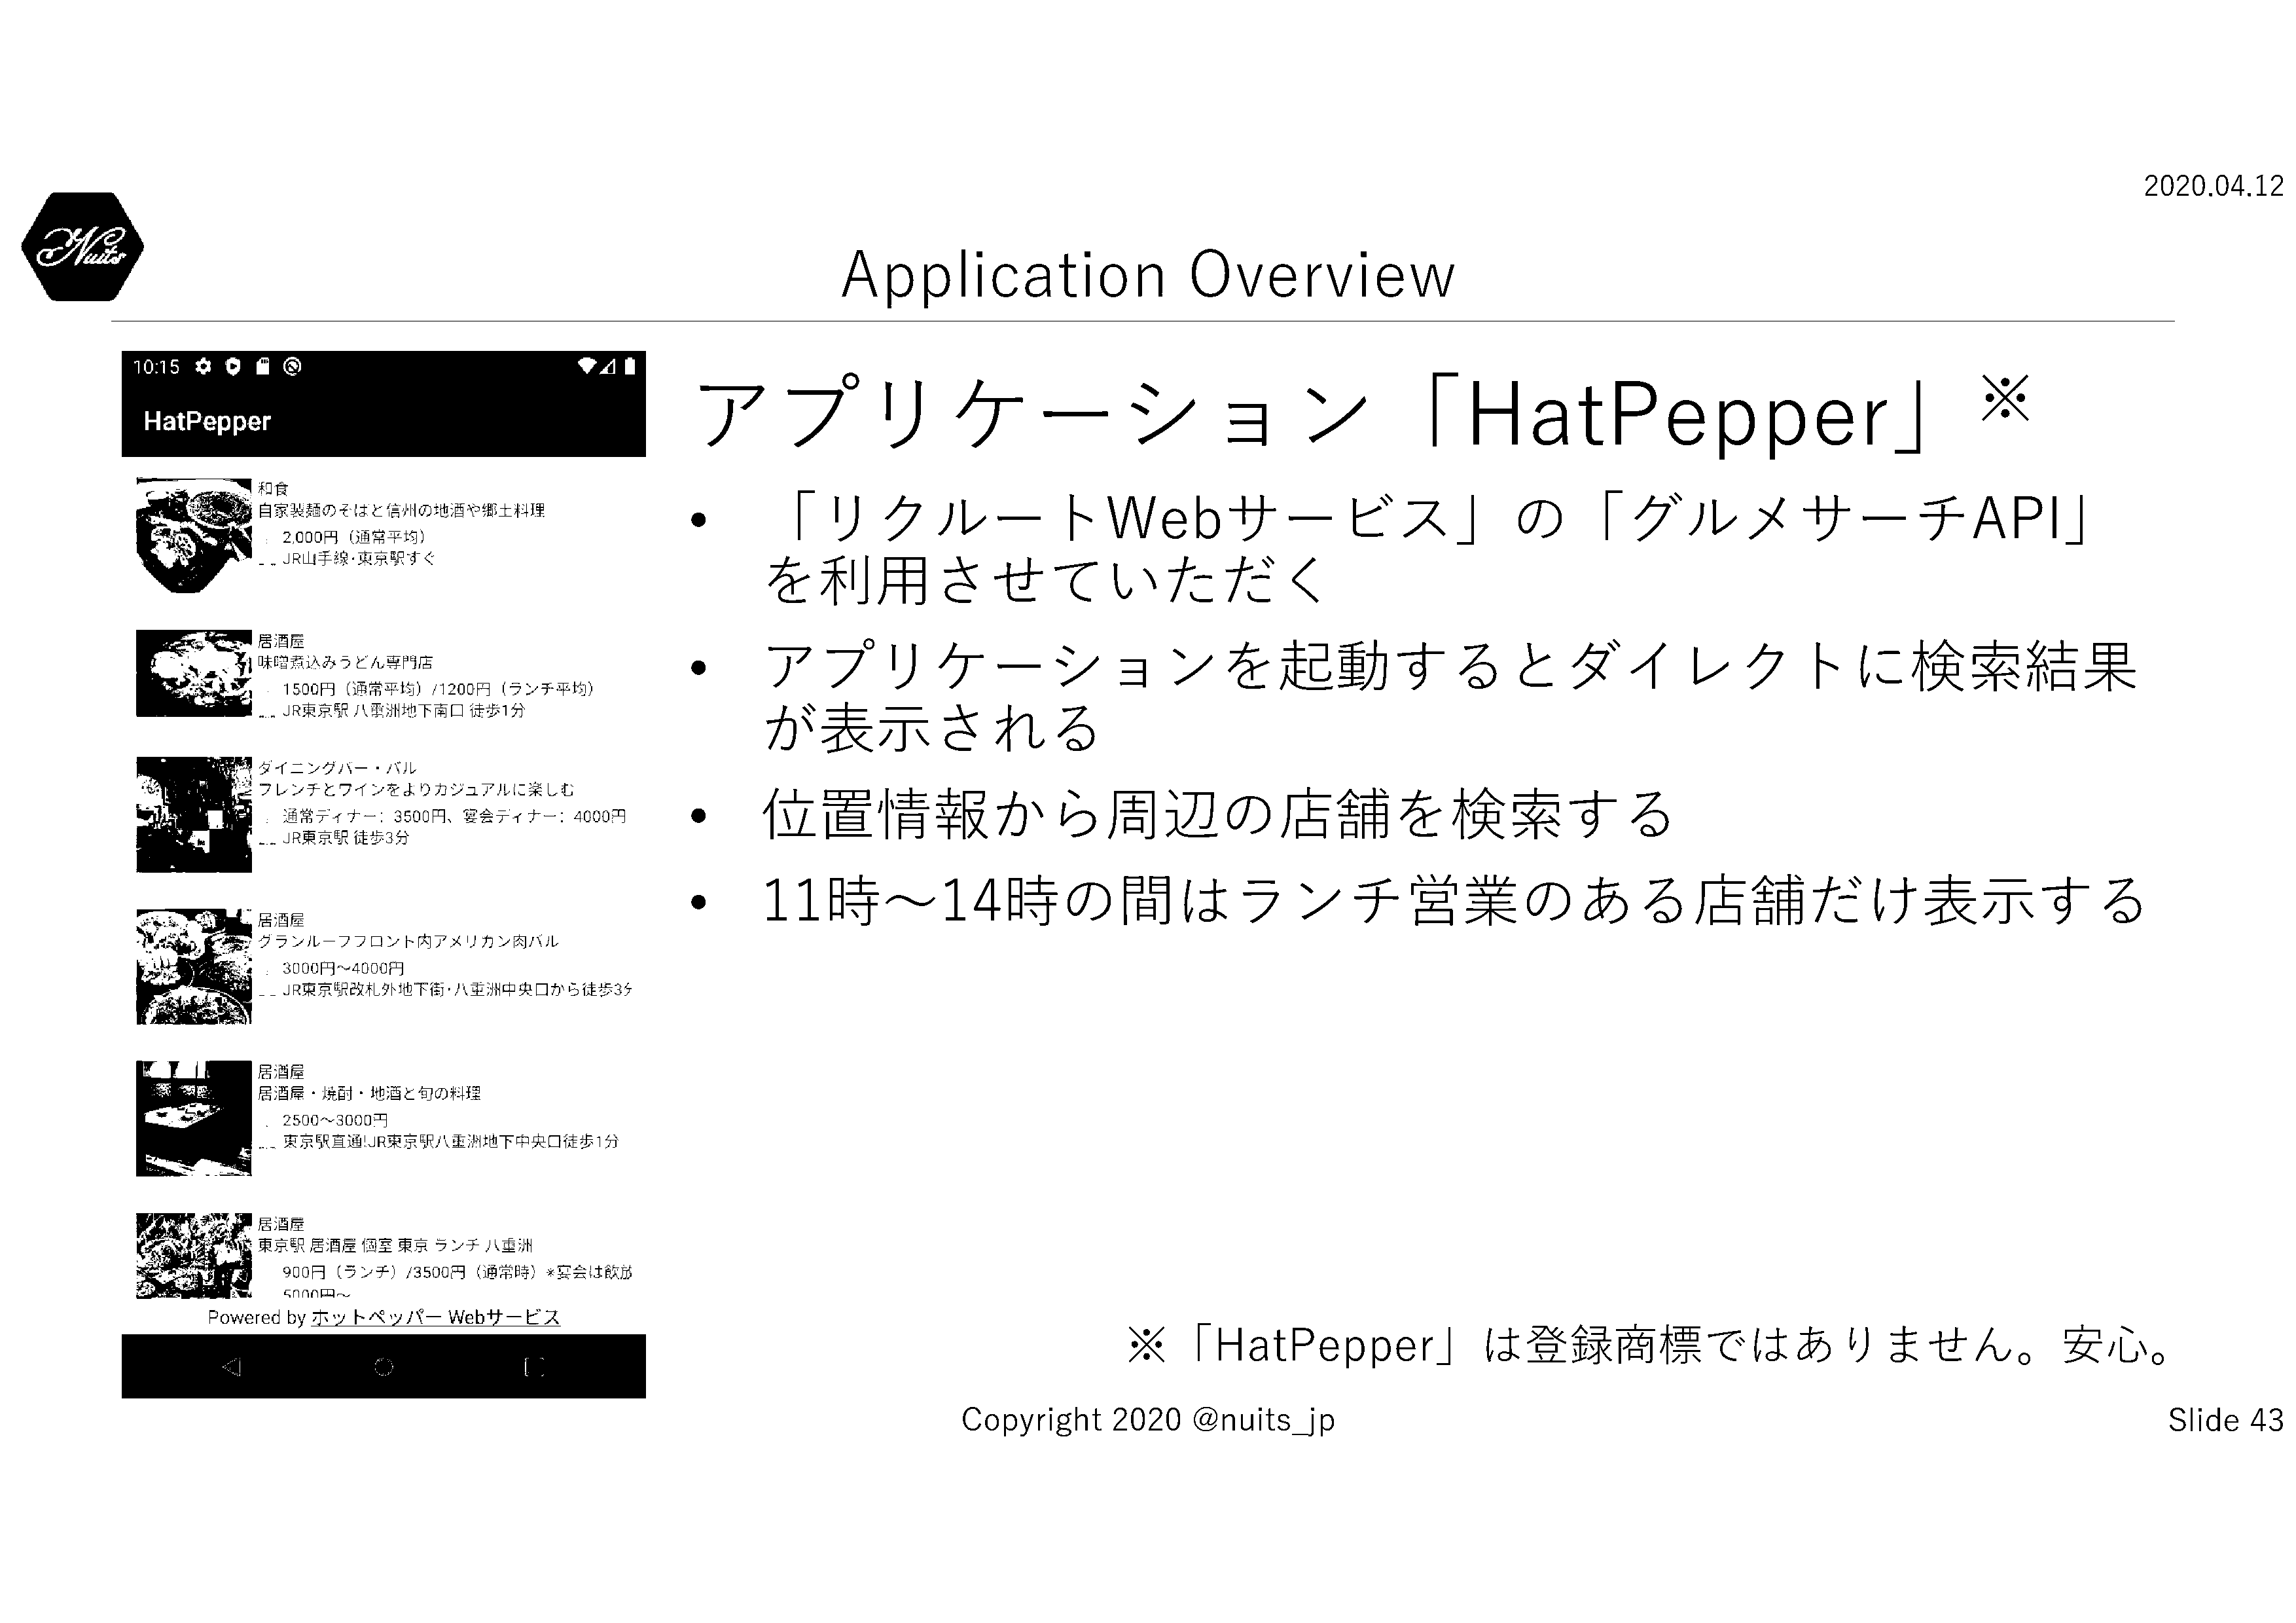 2020.04.12
Nuits
Application Overview
10:15
HatPepper
和食
自家製麺のそばと信州の地酒や郷土料理
2,000円（通常平均）
JR山手線･東京駅すぐ
居酒屋
味噌煮込みうどん専門店
1500円（通常平均）/1200円（ランチ平均）
JR東京駅 八重洲地下南口 徒歩1分
ダイニングバー・バル
フレンチとワインをよりカジュアルに楽しむ
通常ディナー：3500円、宴会ディナー：4000円
JR東京駅 徒歩3分
居酒屋
グランルーフフロント内アメリカン肉バル
3000円～4000円
JR東京駅改札外地下街･八重洲中央口から徒歩3分
居酒屋
居酒屋・焼酎・地酒と旬の料理
2500～3000円
東京駅直通!JR東京駅八重洲地下中央口徒歩1分
居酒屋
東京駅 居酒屋 個室 東京 ランチ 八重洲
900円（ランチ）/3500円（通常時）※宴会は飲放
5000円～
Powered by ホットペッパー Webサービス
アプリケーション「HatPepper」※
• 「リクルートWebサービス」の「グルメサーチAPI」
を利用させていただく
• アプリケーションを起動するとダイレクトに検索結果
が表示される
• 位置情報から周辺の店舗を検索する
• 11時～14時の間はランチ営業のある店舗だけ表示する
※「HatPepper」は登録商標ではありません。安心。
Copyright 2020 @nuits_jp
Slide 43